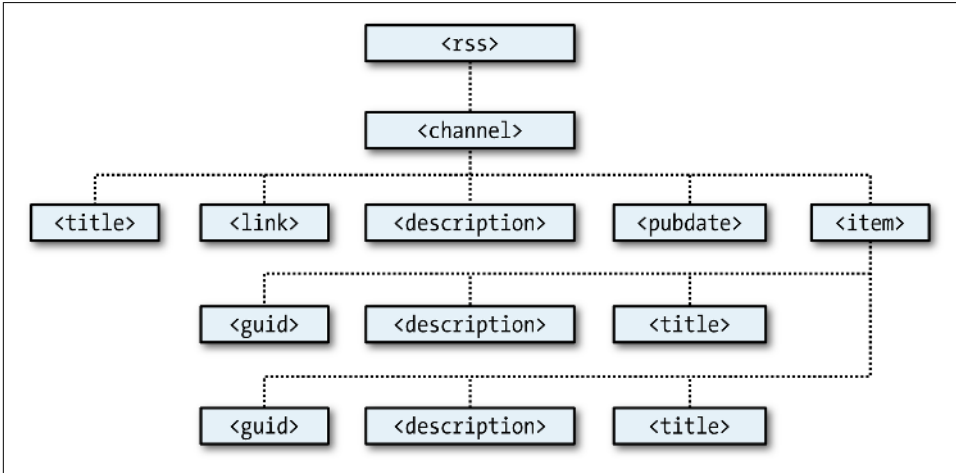 <rss>
<channel>
<title> <link> <description> <pubdate> <item>
<guid> <description> <title>
<guid> <description> <title>